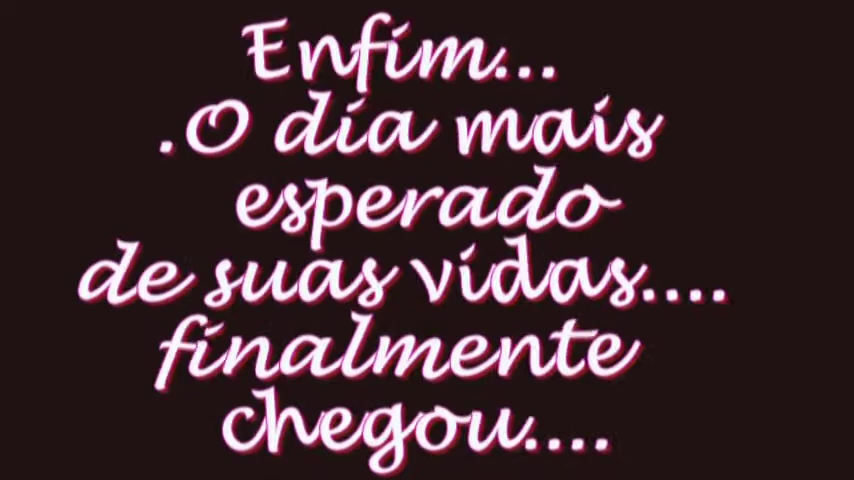 Enfim...
.O dia mais
esperado
de suas vidas....
finalmente
chegou....